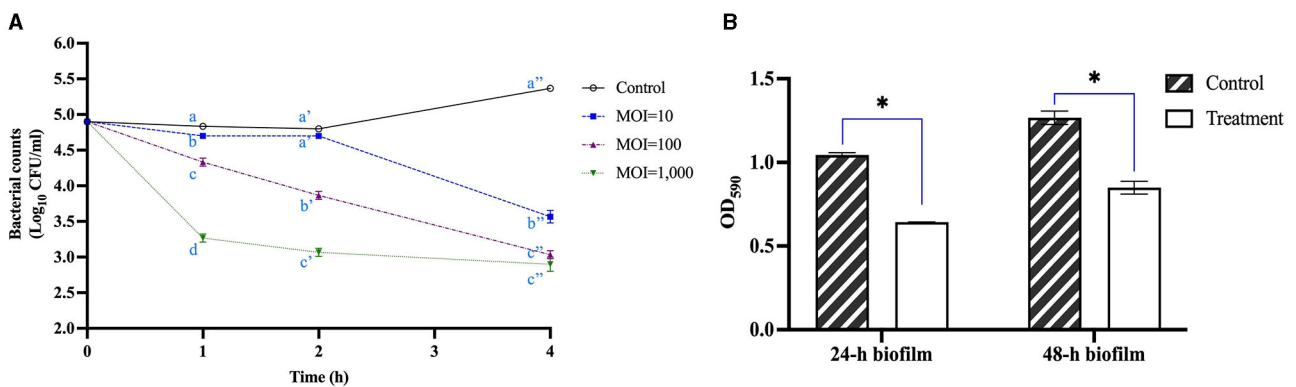 A
6.0
5.5
5.0
4.5
4.0
3.5
3.0
2.5
2.0
Bacterial counts
(Log10 CFU/ml)
0
1
2
3
4
Time (h)
a
b
c
d
a’
a’
b’
c’
a”
b”
c”
c”
Control
MOI=10
MOI=100
MOI=1,000
B
1.5
1.0
0.5
0.0
OD590
*
*
24-h biofilm
48-h biofilm
Control
Treatment